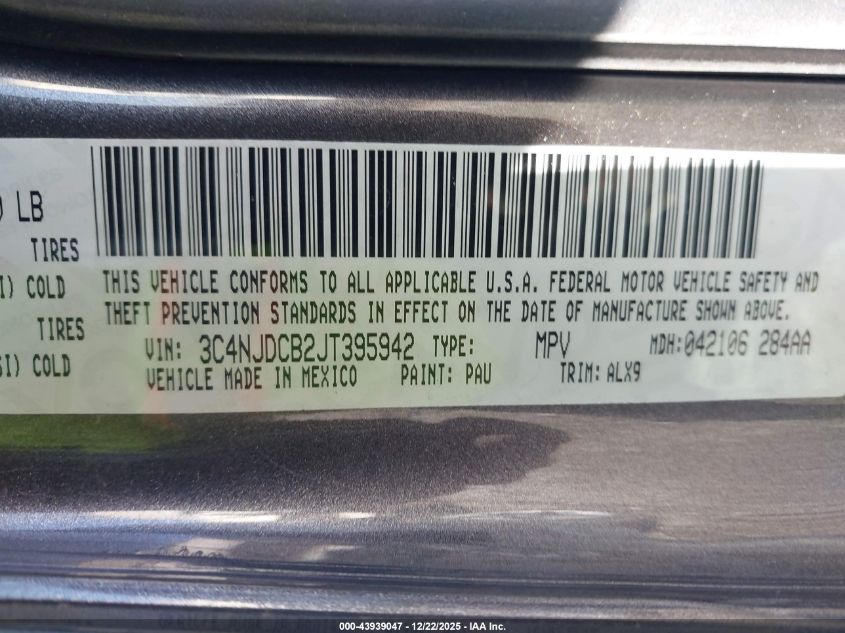 LB
TIRES
COLD
TIRES
COLD
THIS VEHICLE CONFORMS TO ALL APPLICABLE U.S.A. FEDERAL MOTOR VEHICLE SAFETY AND
THEFT PREVENTION STANDARDS IN EFFECT ON THE DATE OF MANUFACTURE SHOWN ABOVE.
VIN: 3C4NJDCB2JT395942 TYPE: MPV MDH:042106 284AA
VEHICLE MADE IN MEXICO PAINT: PAU TRIM: ALX9
000-43939047 - 12/22/2025 - IAA Inc.